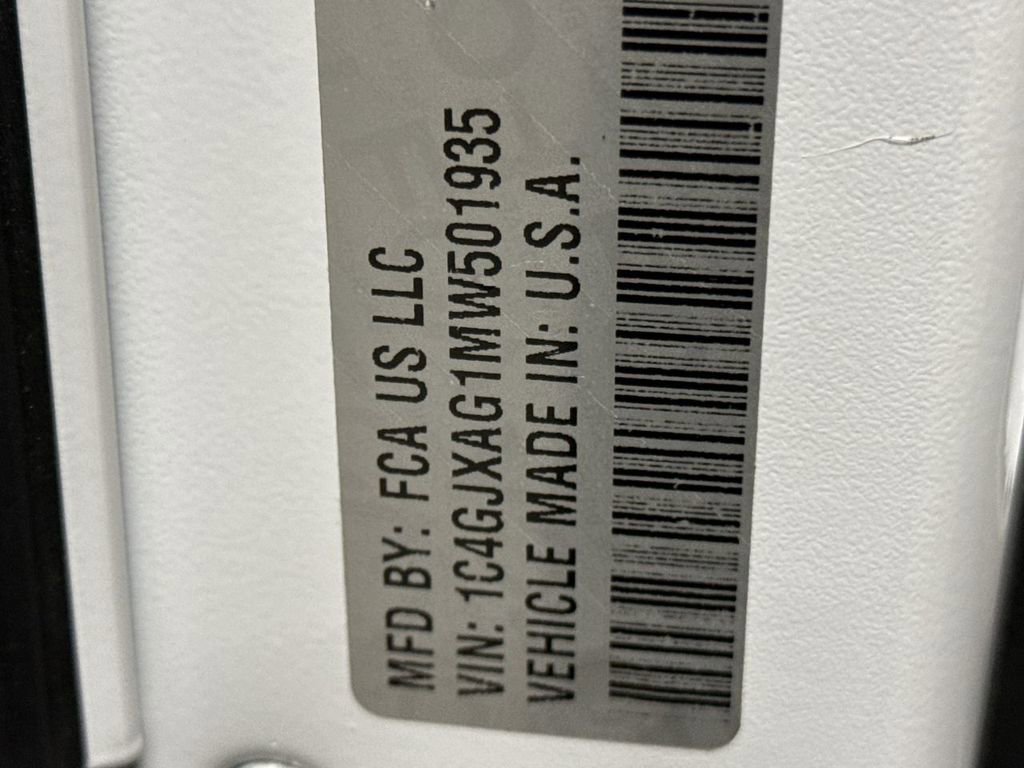 MFD BY: FCA US LLC
VIN: 1C4GJXAG1MW501935
VEHICLE MADE IN: U.S.A.